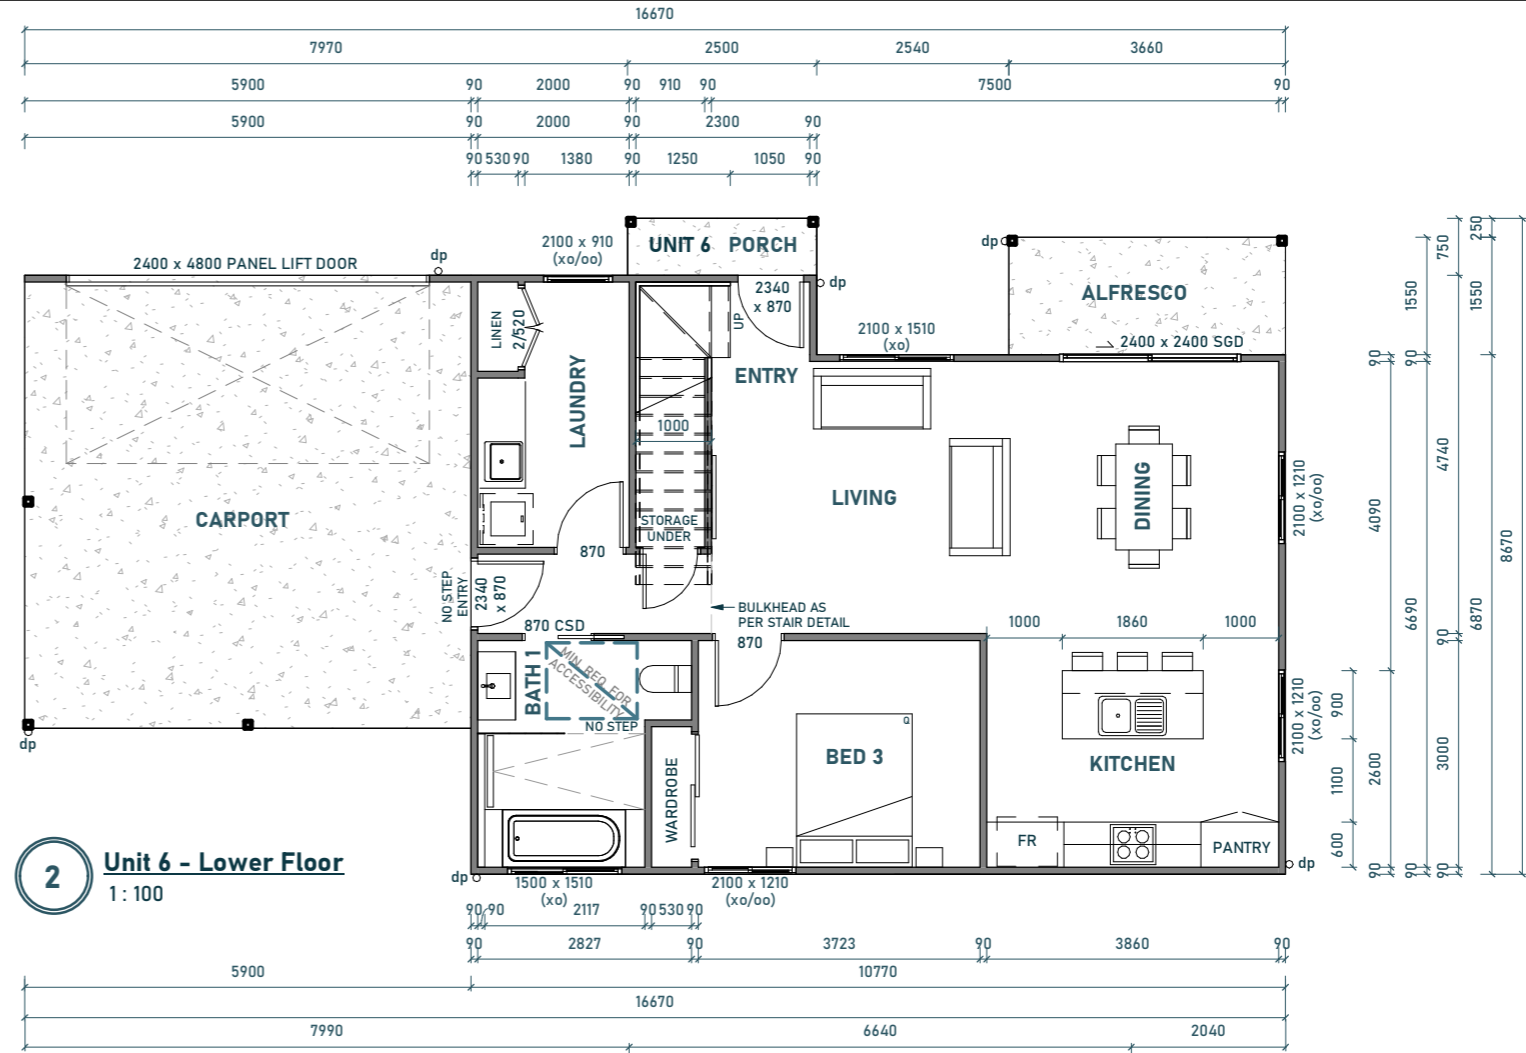 16670
7970 2500 2540 3660
5900 90 2000 90 910 90 7500 90
5900 90 2000 90 2300 90
90 530 90 1380 90 1250 1050 90
UNIT 6 PORCH
2100 x 910
(xo/oo)
dp
2400 x 4800 PANEL LIFT DOOR
dp
dp
2340
x 870
UP
LINEN
2/520
LAUNDRY
ENTRY
2100 x 1510
(xo)
ALFRESCO
2400 x 2400 SGD
1000
CARPORT
LIVING
DINING
2100 x 1210
(xo/oo)
STORAGE
UNDER
870
NO STEP
ENTRY
2340
x 870
870 CSD
BULKHEAD AS
PER STAIR DETAIL
870
1000 1860 1000
BATH 1
MIN. REQ. FOR
ACCESSIBILITY
NO STEP
2100 x 1210
(xo/oo)
dp
WARDROBE
BED 3
Q
KITCHEN
FR
PANTRY
dp
dp
2
Unit 6 - Lower Floor
1 : 100
1500 x 1510
(xo)
2100 x 1210
(xo/oo)
90 90 2117 90 530 90
90 2827 90 3723 90 3860 90
5900 10770
16670
7990 6640 2040
900
1100
600
90
4090
2600
90
1550
90
6690
90
750
4740
90
3000
90
250
1550
6870
8670